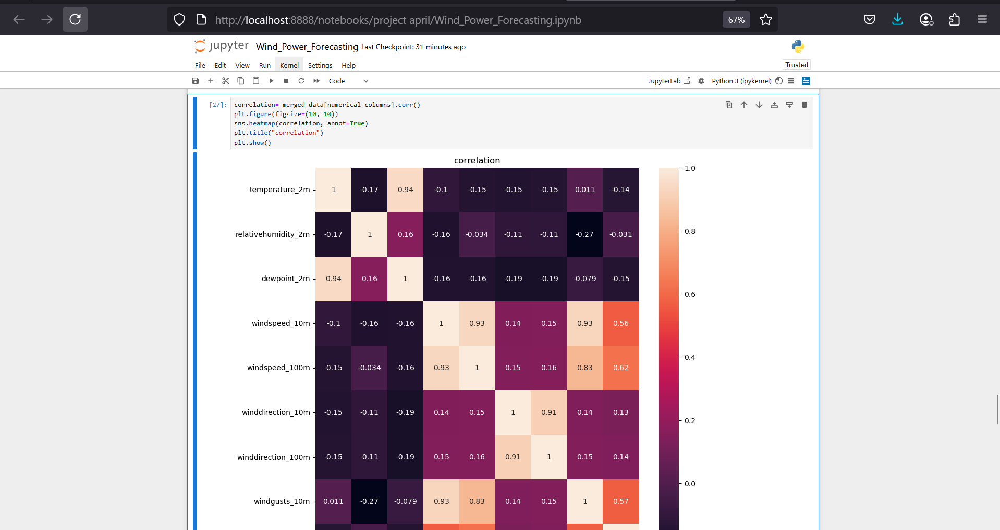 http://localhost:8888/notebooks/project april/Wind_Power_Forecasting.ipynb 67%
jupyter Wind_Power_Forecasting Last Checkpoint: 31 minutes ago
File Edit View Run Kernel Settings Help Trusted
Code JupyterLab Python 3 (ipykernel)
[27]: correlation= merged_data[numerical_columns].corr()
plt.figure(figsize=(10, 10))
sns.heatmap(correlation, annot=True)
plt.title("correlation")
plt.show()
correlation
1.0
temperature_2m 1 -0.17 0.94 -0.1 -0.15 -0.15 -0.15 0.011 -0.14
0.8
relativehumidity_2m -0.17 1 0.16 -0.16 -0.034 -0.11 -0.11 -0.27 -0.031
dewpoint_2m 0.94 0.16 1 -0.16 -0.16 -0.19 -0.19 -0.079 -0.15
0.6
windspeed_10m -0.1 -0.16 -0.16 1 0.93 0.14 0.15 0.93 0.56
0.4
windspeed_100m -0.15 -0.034 -0.16 0.93 1 0.15 0.16 0.83 0.62
winddirection_10m -0.15 -0.11 -0.19 0.14 0.15 1 0.91 0.14 0.13
0.2
winddirection_100m -0.15 -0.11 -0.19 0.15 0.16 0.91 1 0.15 0.14
0.0
windgusts_10m 0.011 -0.27 -0.079 0.93 0.83 0.14 0.15 1 0.57